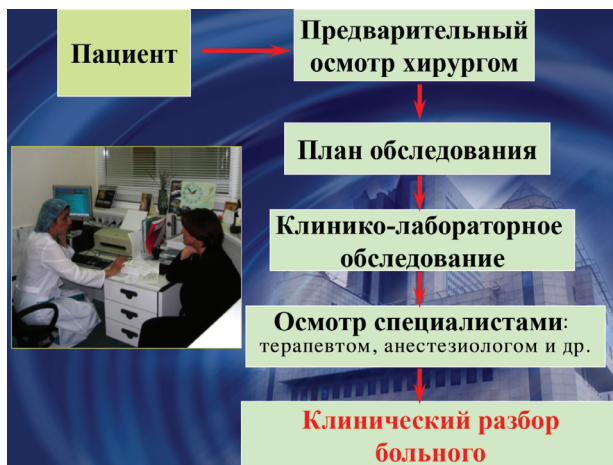 Пациент
Предварительный
осмотр хирургом
План обследования
Клинико-лабораторное
обследование
Осмотр специалистами:
терапевтом, анестезиологом и др.
Клинический разбор
больного